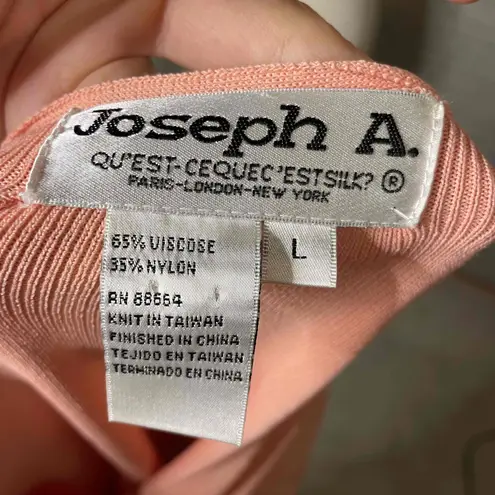 Joseph A.
QU'EST-CEQUEC'ESTSILK? ®
PARIS-LONDON-NEW YORK
65% VISCOSE
35% NYLON
L
RN 88664
KNIT IN TAIWAN
FINISHED IN CHINA
TEJIDO EN TAIWAN
TERMINADO EN CHINA